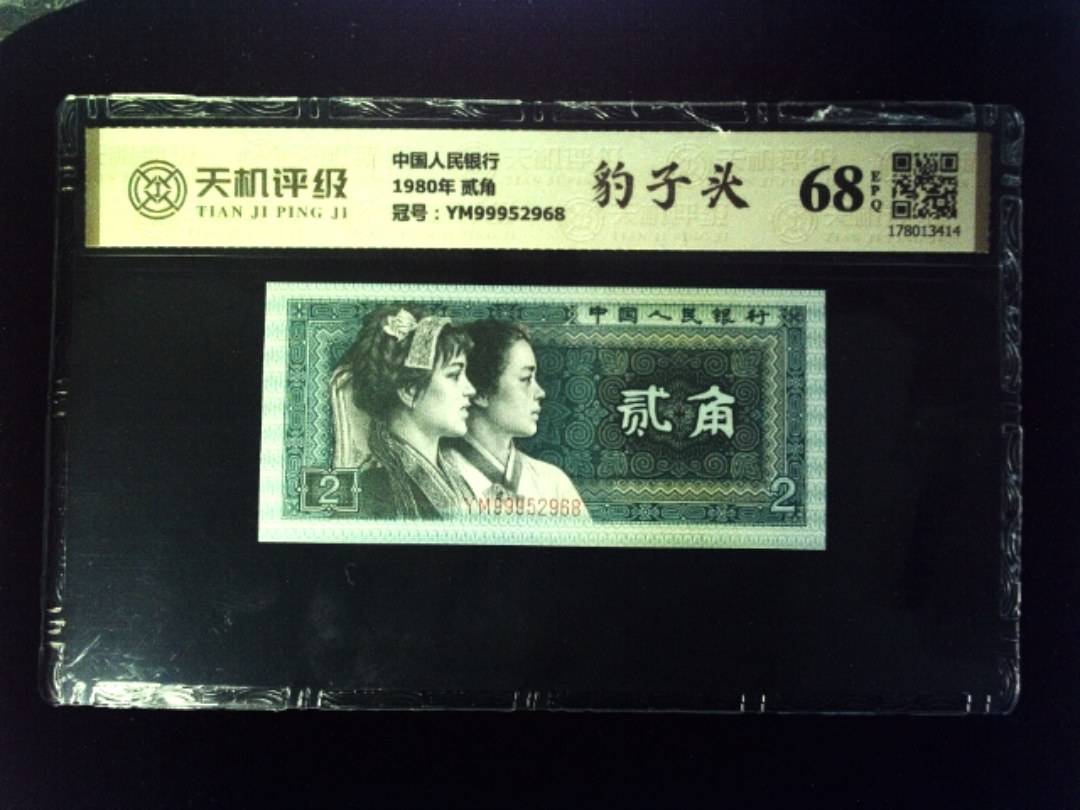 天机评级
TIAN JI PING JI
中国人民银行
1980年 贰角
冠号：YM99952968
豹子头
68
EPQ
178013414
中国人民银行
贰角
2
YM99952968
2